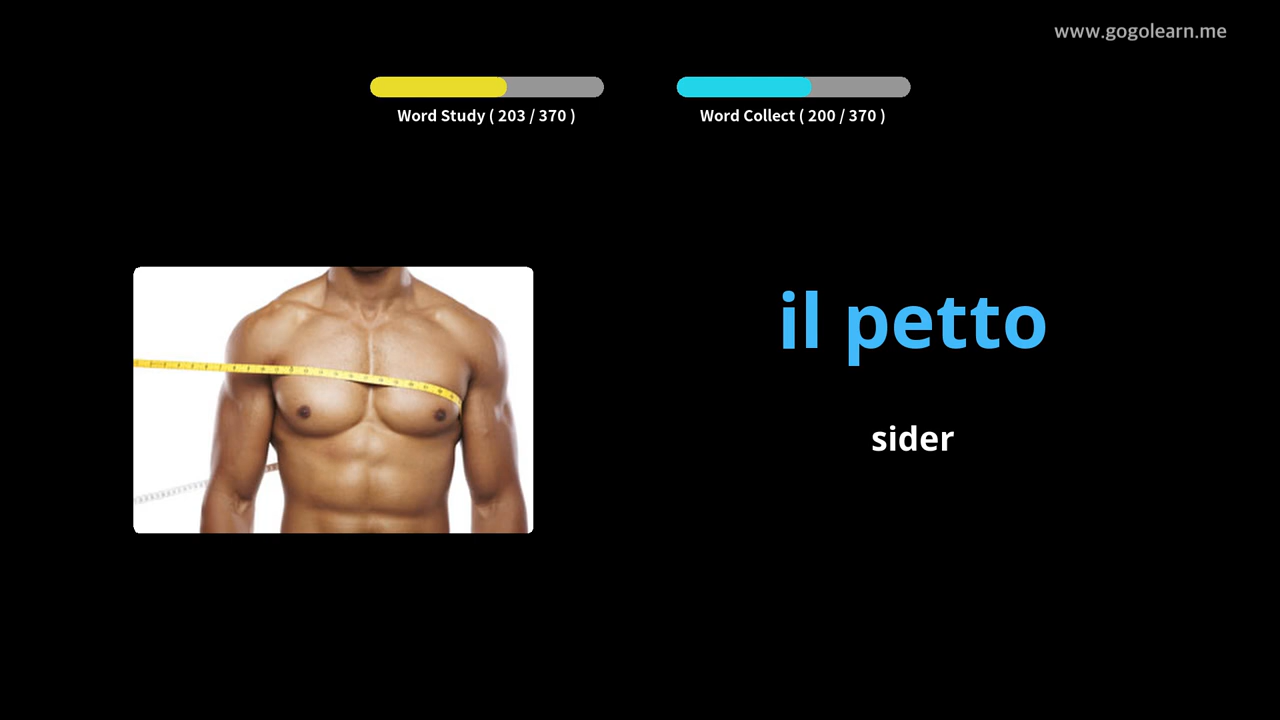 www.gogolearn.me
Word Study ( 203 / 370 )
Word Collect ( 200 / 370 )
il petto
sider